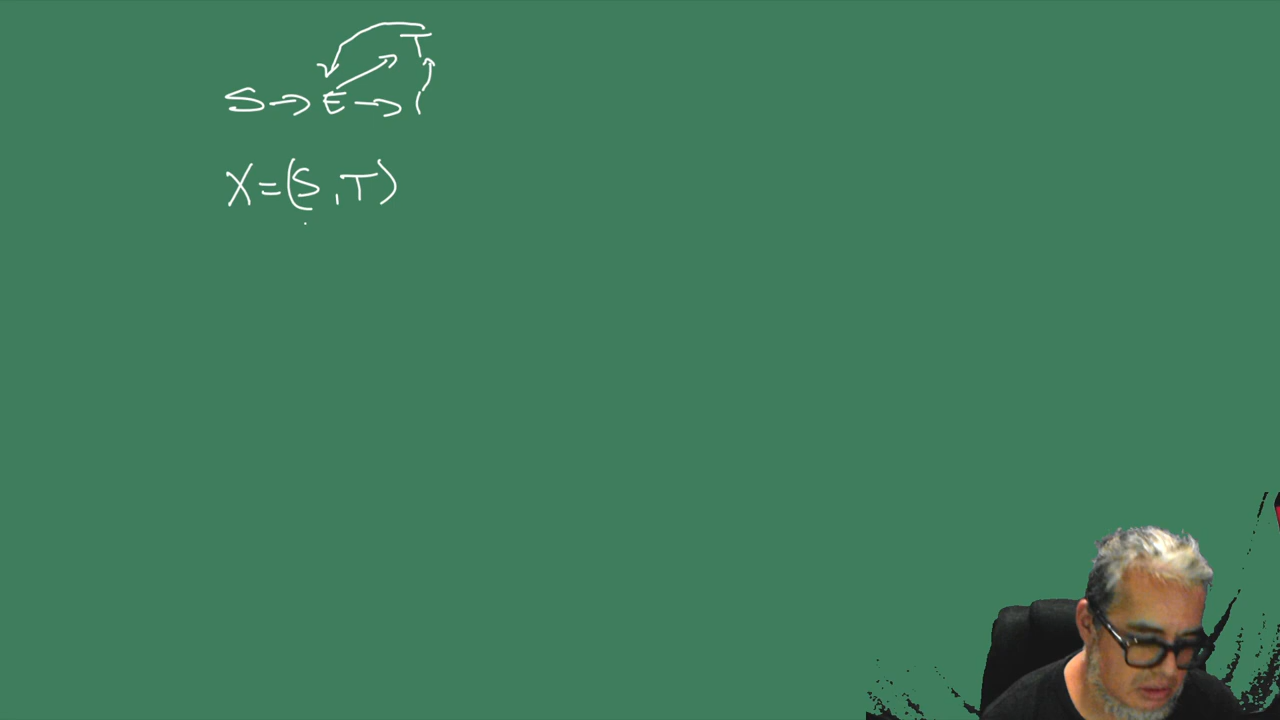 T
S → E → I
X = (S, T)